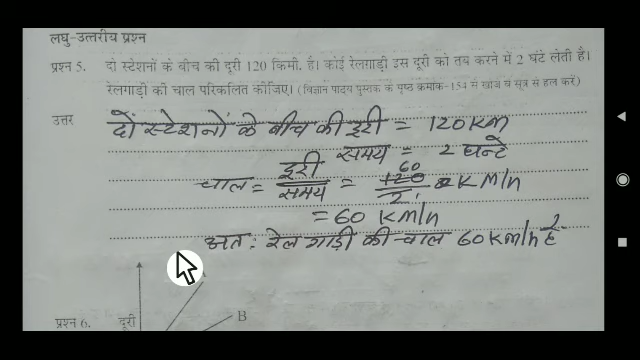 लघु-उत्तरीय प्रश्न
प्रश्न 5. दो स्टेशनों के बीच की दूरी 120 किमी. है। कोई रेलगाड़ी इस दूरी को तय करने में 2 घंटे लेती है।
रेलगाड़ी की चाल परिकलित कीजिए। (विज्ञान पाठ्य पुस्तक के पृष्ठ क्रमांक-154 में खोजें व सूत्र से हल करें)
उत्तर
दों स्टेशनों के बीच की दूरी = 120 KM
समय = 2 घन्टे
चाल = दूरी/समय = 120/2 KM/h 60
= 60 KM/h
अतः रेल गाड़ी की चाल 60 KM/h है
प्रश्न 6. दूरी A B